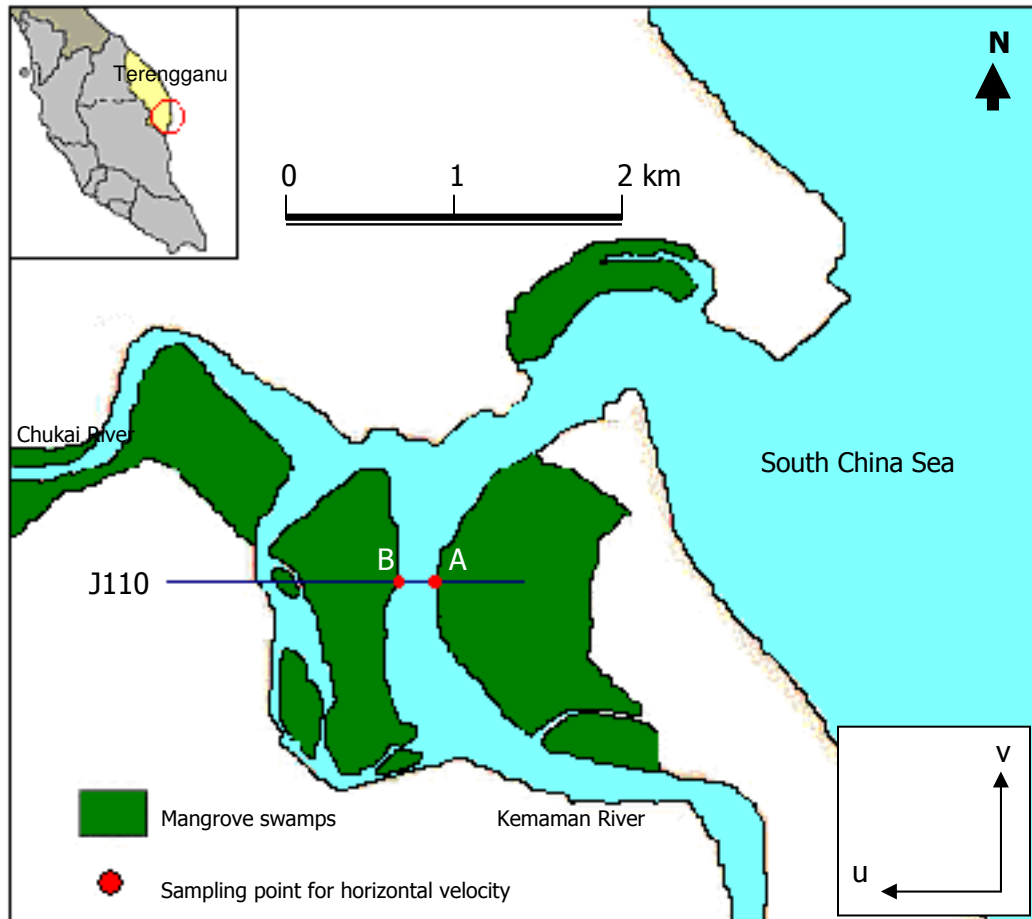 Terengganu
N
0 1 2 km
Chukai River
South China Sea
B A
J110
v
Mangrove swamps
Kemaman River
u
Sampling point for horizontal velocity